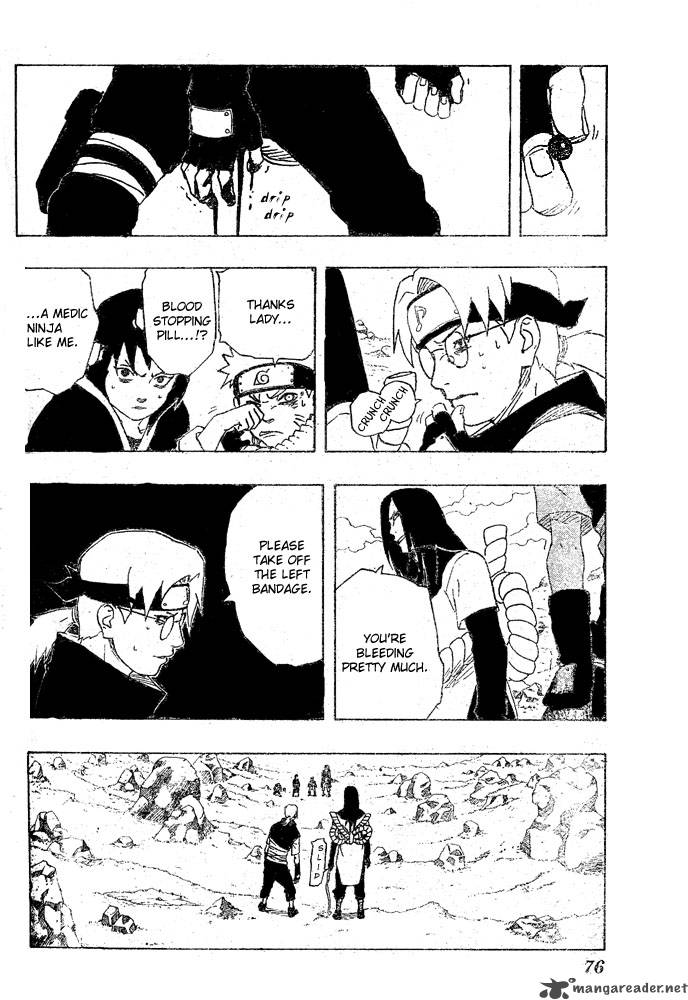 drip
drip
CRUNCH
CRUNCH
THANKS
LADY...
BLOOD
STOPPING
PILL...!?
...A MEDIC
NINJA
LIKE ME.
YOU'RE
BLEEDING
PRETTY MUCH.
PLEASE
TAKE OFF
THE LEFT
BANDAGE.
SLIP
76
mangareader.net